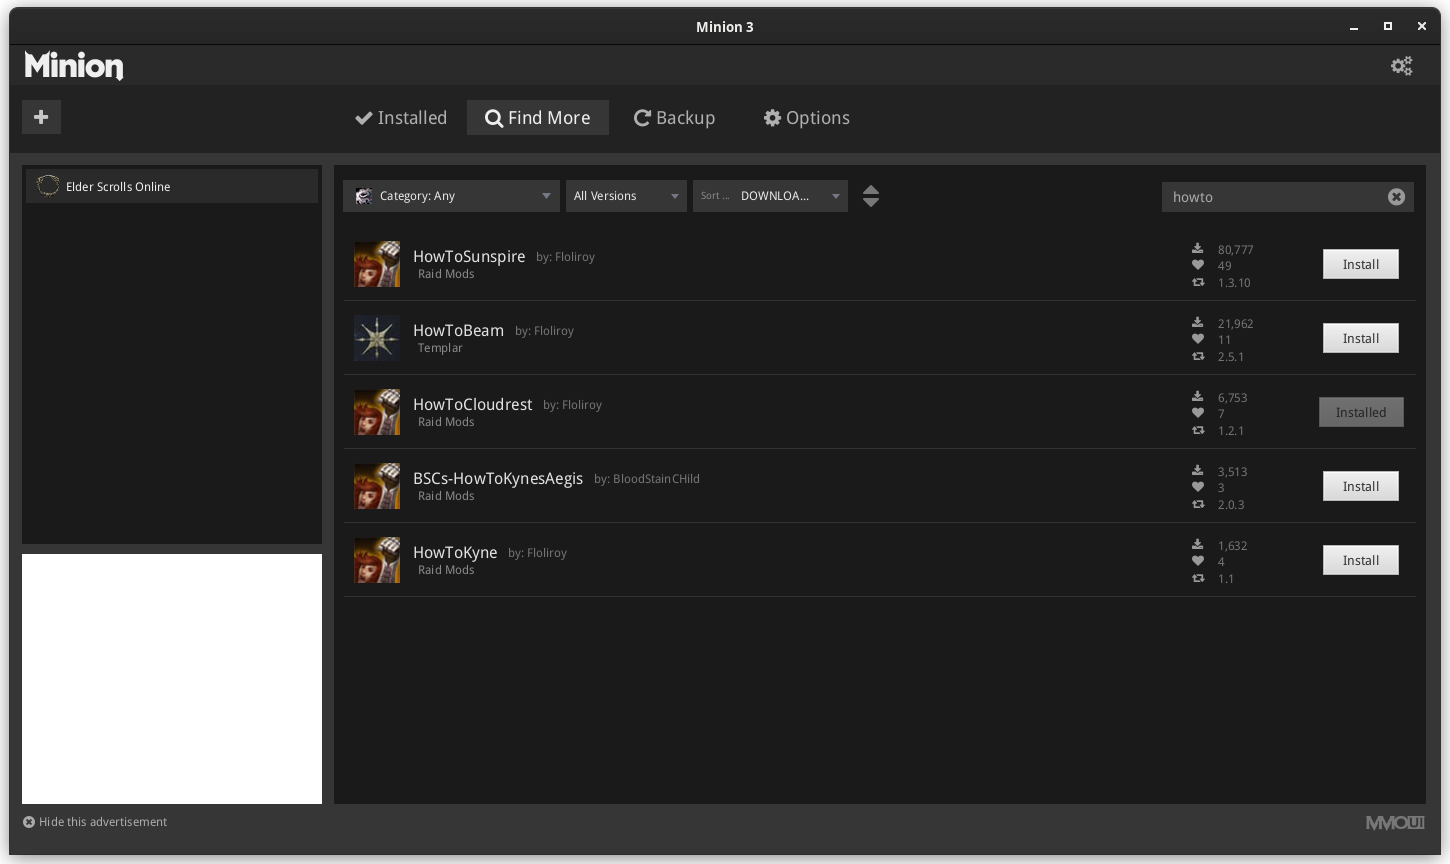 Minion 3
Minion
Installed
Find More
Backup
Options
Elder Scrolls Online
Category: Any
All Versions
Sort ...
DOWNLOA...
howto
HowToSunspire by: Floliroy
Raid Mods
80,777
49
1.3.10
Install
HowToBeam by: Floliroy
Templar
21,962
11
2.5.1
Install
HowToCloudrest by: Floliroy
Raid Mods
6,753
7
1.2.1
Installed
BSCs-HowToKynesAegis by: BloodStainCHild
Raid Mods
3,513
3
2.0.3
Install
HowToKyne by: Floliroy
Raid Mods
1,632
4
1.1
Install
Hide this advertisement
MMOUI